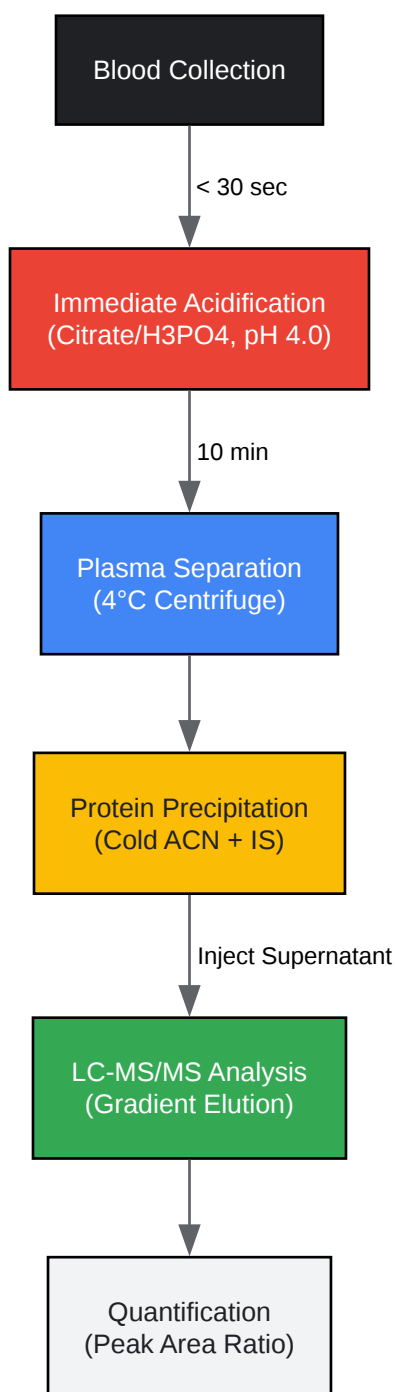 Blood Collection
< 30 sec
Immediate Acidification
(Citrate/H3PO4, pH 4.0)
10 min
Plasma Separation
(4°C Centrifuge)
Protein Precipitation
(Cold ACN + IS)
Inject Supernatant
LC-MS/MS Analysis
(Gradient Elution)
Quantification
(Peak Area Ratio)